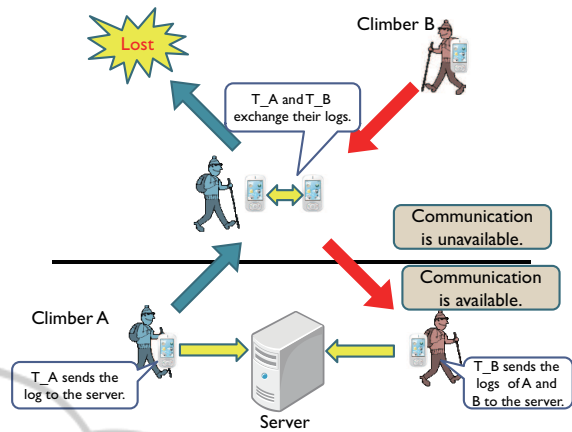 Lost
Climber B
T_A and T_B
exchange their logs.
Communication
is unavailable.
Communication
is available.
Climber A
T_A sends the
log to the server.
T_B sends the
logs of A and
B to the server.
Server